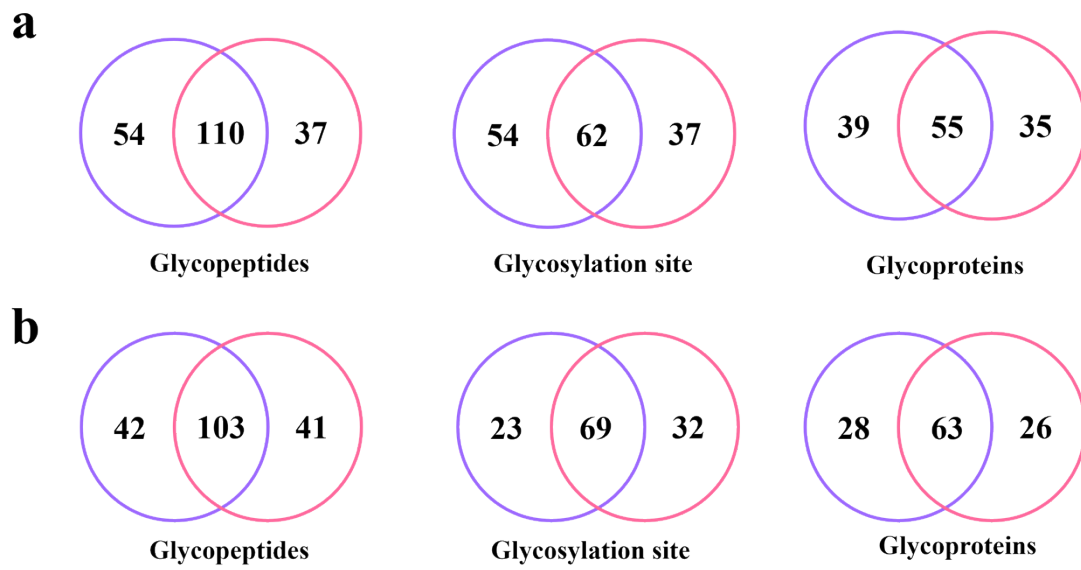 a
54 110 37
54 62 37
39 55 35
Glycopeptides
Glycosylation site
Glycoproteins
b
42 103 41
23 69 32
28 63 26
Glycopeptides
Glycosylation site
Glycoproteins